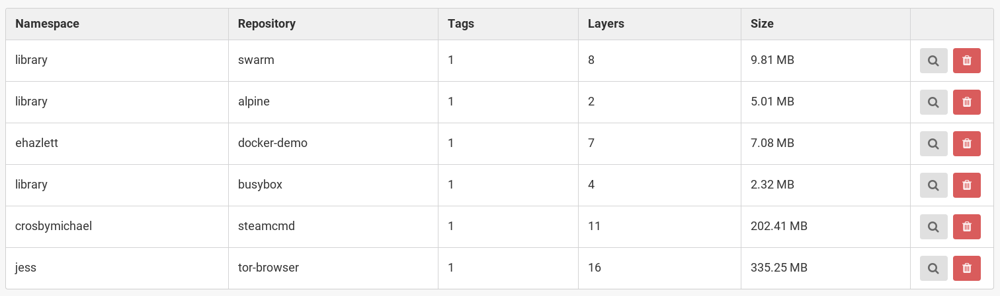 Namespace Repository Tags Layers Size
library swarm 1 8 9.81 MB
library alpine 1 2 5.01 MB
ehazlett docker-demo 1 7 7.08 MB
library busybox 1 4 2.32 MB
crosbymichael steamcmd 1 11 202.41 MB
jess tor-browser 1 16 335.25 MB